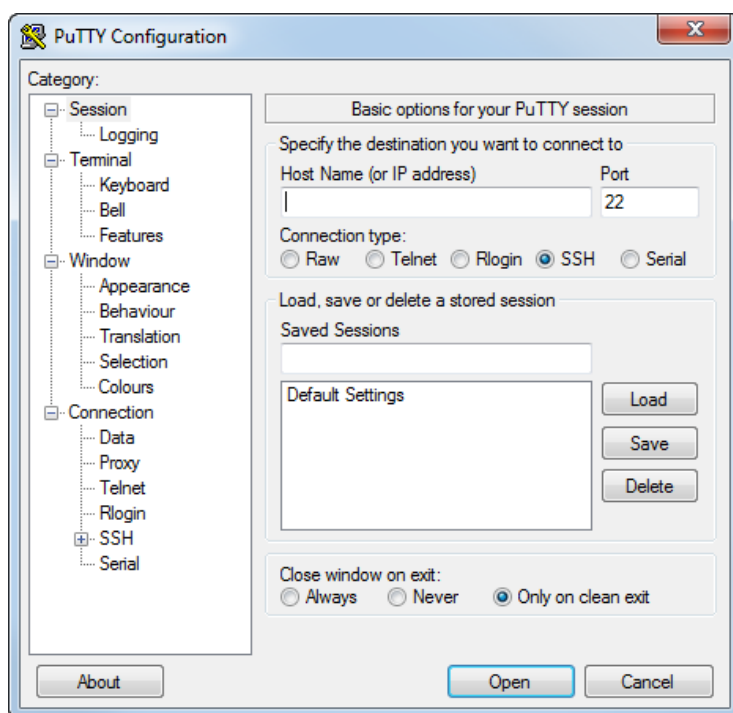 PuTTY Configuration
Category:
Session
Logging
Terminal
Keyboard
Bell
Features
Window
Appearance
Behaviour
Translation
Selection
Colours
Connection
Data
Proxy
Telnet
Rlogin
SSH
Serial
Basic options for your PuTTY session
Specify the destination you want to connect to
Host Name (or IP address) Port
22
Connection type:
Raw Telnet Rlogin SSH Serial
Load, save or delete a stored session
Saved Sessions
Default Settings
Load
Save
Delete
Close window on exit:
Always Never Only on clean exit
About Open Cancel